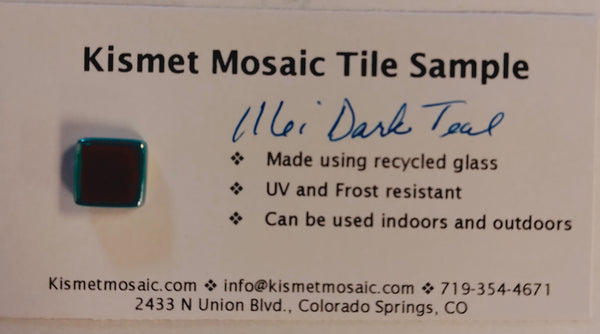 Kismet Mosaic Tile Sample
1116i Dark Teal
❖ Made using recycled glass
❖ UV and Frost resistant
❖ Can be used indoors and outdoors
Kismetmosaic.com ❖ info@kismetmosaic.com ❖ 719-354-4671
2433 N Union Blvd., Colorado Springs, CO